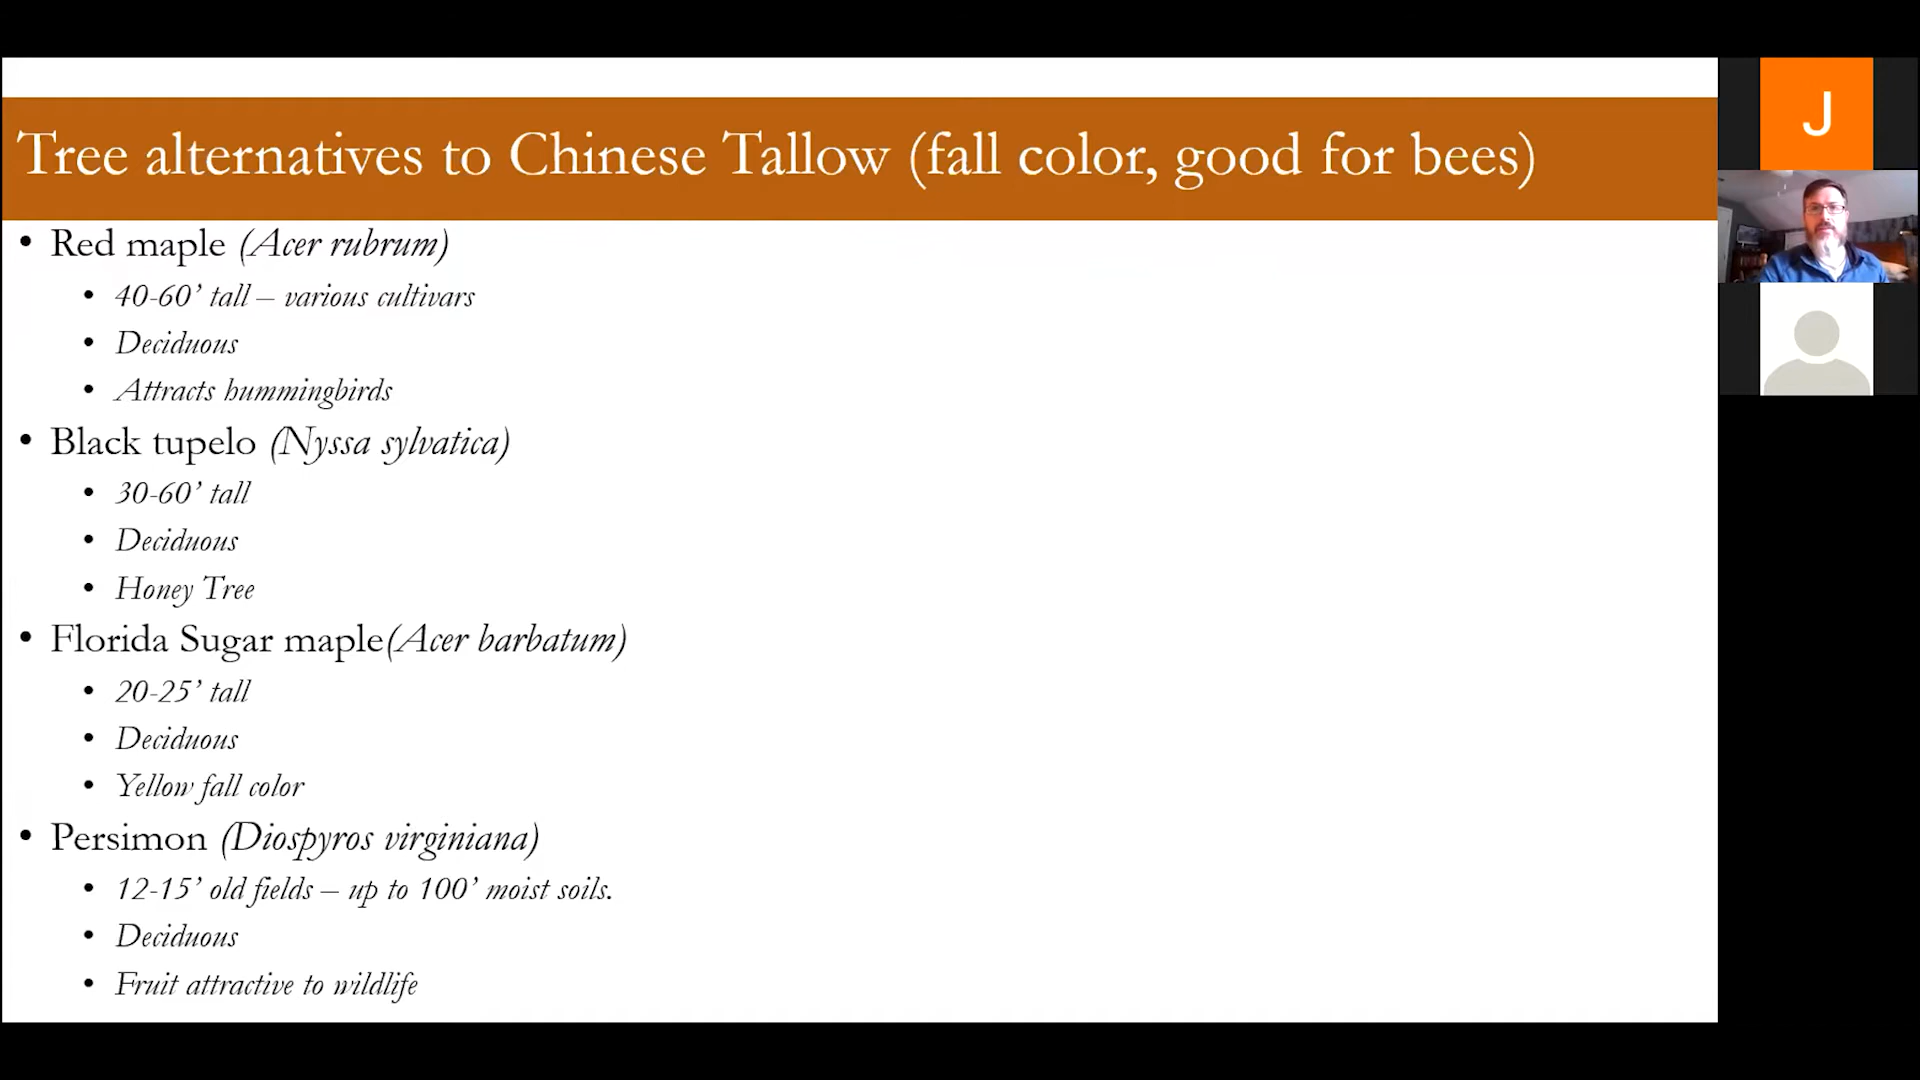 Tree alternatives to Chinese Tallow (fall color, good for bees)
• Red maple (Acer rubrum)
• 40-60’ tall – various cultivars
• Deciduous
• Attracts hummingbirds
• Black tupelo (Nyssa sylvatica)
• 30-60’ tall
• Deciduous
• Honey Tree
• Florida Sugar maple(Acer barbatum)
• 20-25’ tall
• Deciduous
• Yellow fall color
• Persimon (Diospyros virginiana)
• 12-15’ old fields – up to 100’ moist soils.
• Deciduous
• Fruit attractive to wildlife
J